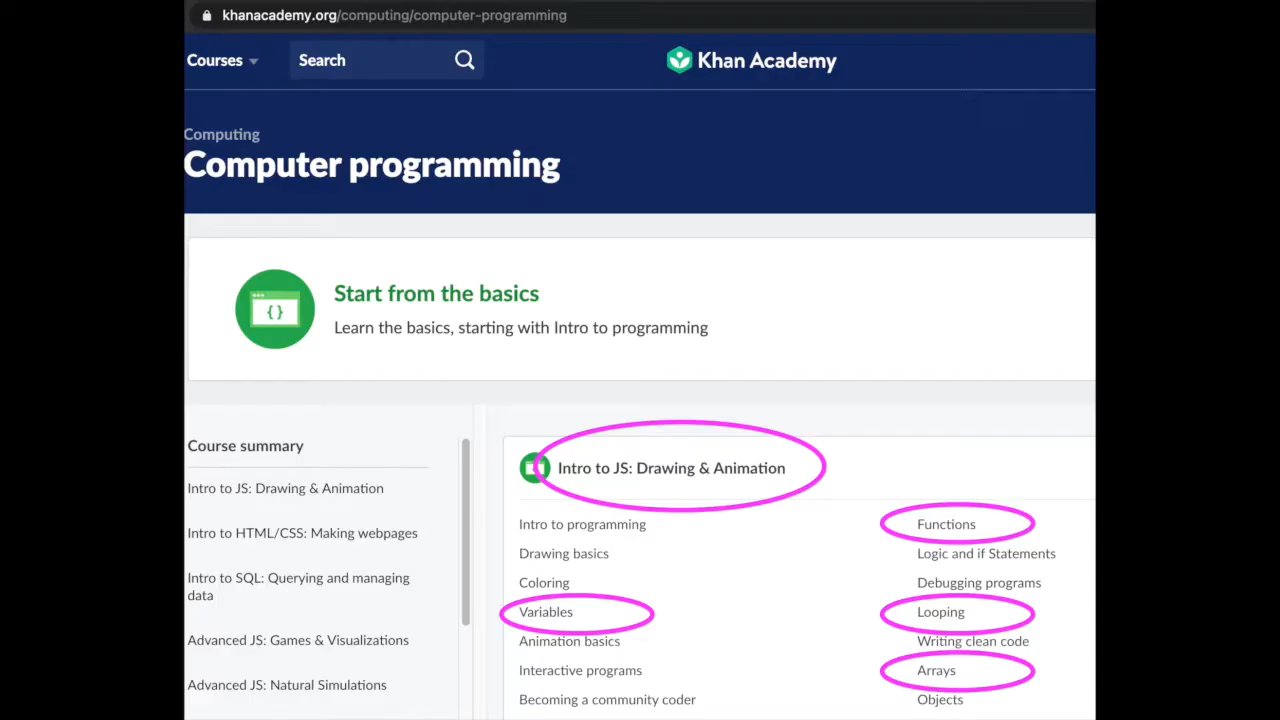 khanacademy.org/computing/computer-programming
Courses
Search
Khan Academy
Computing
Computer programming
{}
Start from the basics
Learn the basics, starting with Intro to programming
Course summary
Intro to JS: Drawing & Animation
Intro to HTML/CSS: Making webpages
Intro to SQL: Querying and managing
data
Advanced JS: Games & Visualizations
Advanced JS: Natural Simulations
Intro to JS: Drawing & Animation
Intro to programming
Drawing basics
Coloring
Variables
Animation basics
Interactive programs
Becoming a community coder
Functions
Logic and if Statements
Debugging programs
Looping
Writing clean code
Arrays
Objects